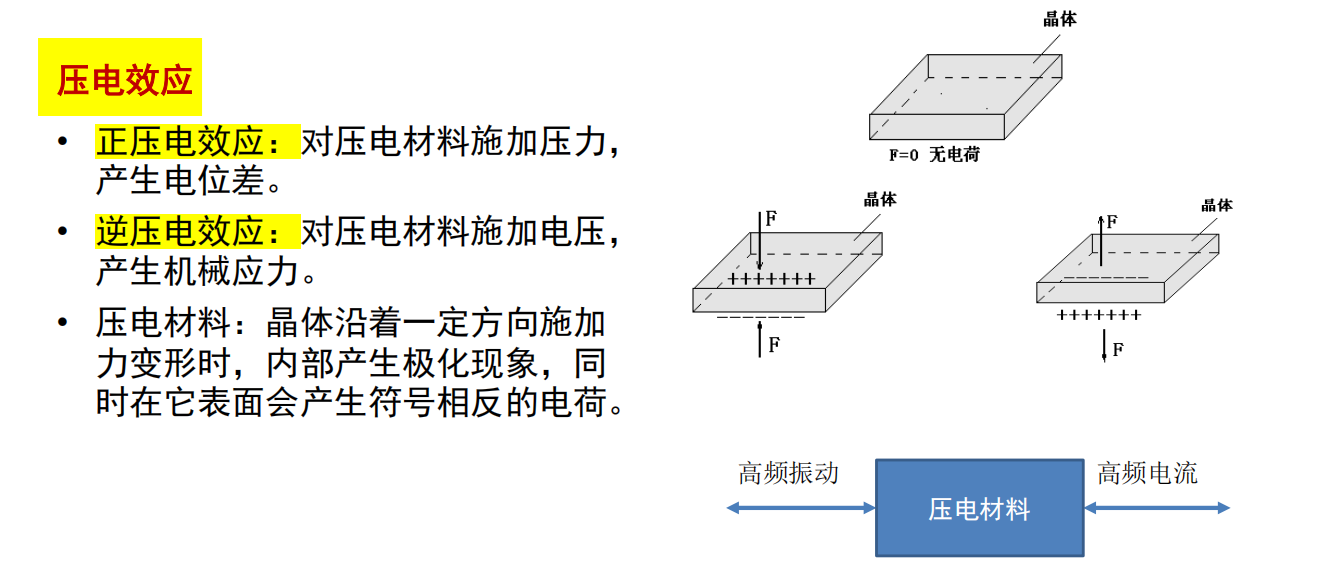 压电效应
• 正压电效应：对压电材料施加压力，
产生电位差。
• 逆压电效应：对压电材料施加电压，
产生机械应力。
• 压电材料：晶体沿着一定方向施加
力变形时，内部产生极化现象，同
时在它表面会产生符号相反的电荷。
晶体
F=0 无电荷
晶体
F
+++++++
－－－－－－－
F
晶体
F
－－－－－－－
+++++++
F
高频振动
压电材料
高频电流